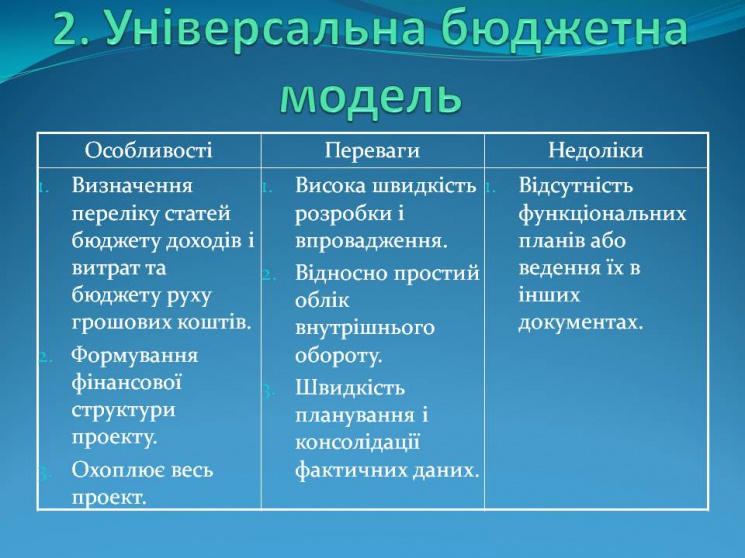 2. Універсальна бюджетна
модель
Особливості
Переваги
Недоліки
1. Визначення
переліку статей
бюджету доходів і
витрат та
бюджету руху
грошових коштів.
2. Формування
фінансової
структури
проекту.
3. Охоплює весь
проект.
1. Висока швидкість
розробки і
впровадження.
2. Відносно простий
облік
внутрішнього
обороту.
3. Швидкість
планування і
консолідації
фактичних даних.
1. Відсутність
функціональних
планів або
ведення їх в
інших
документах.